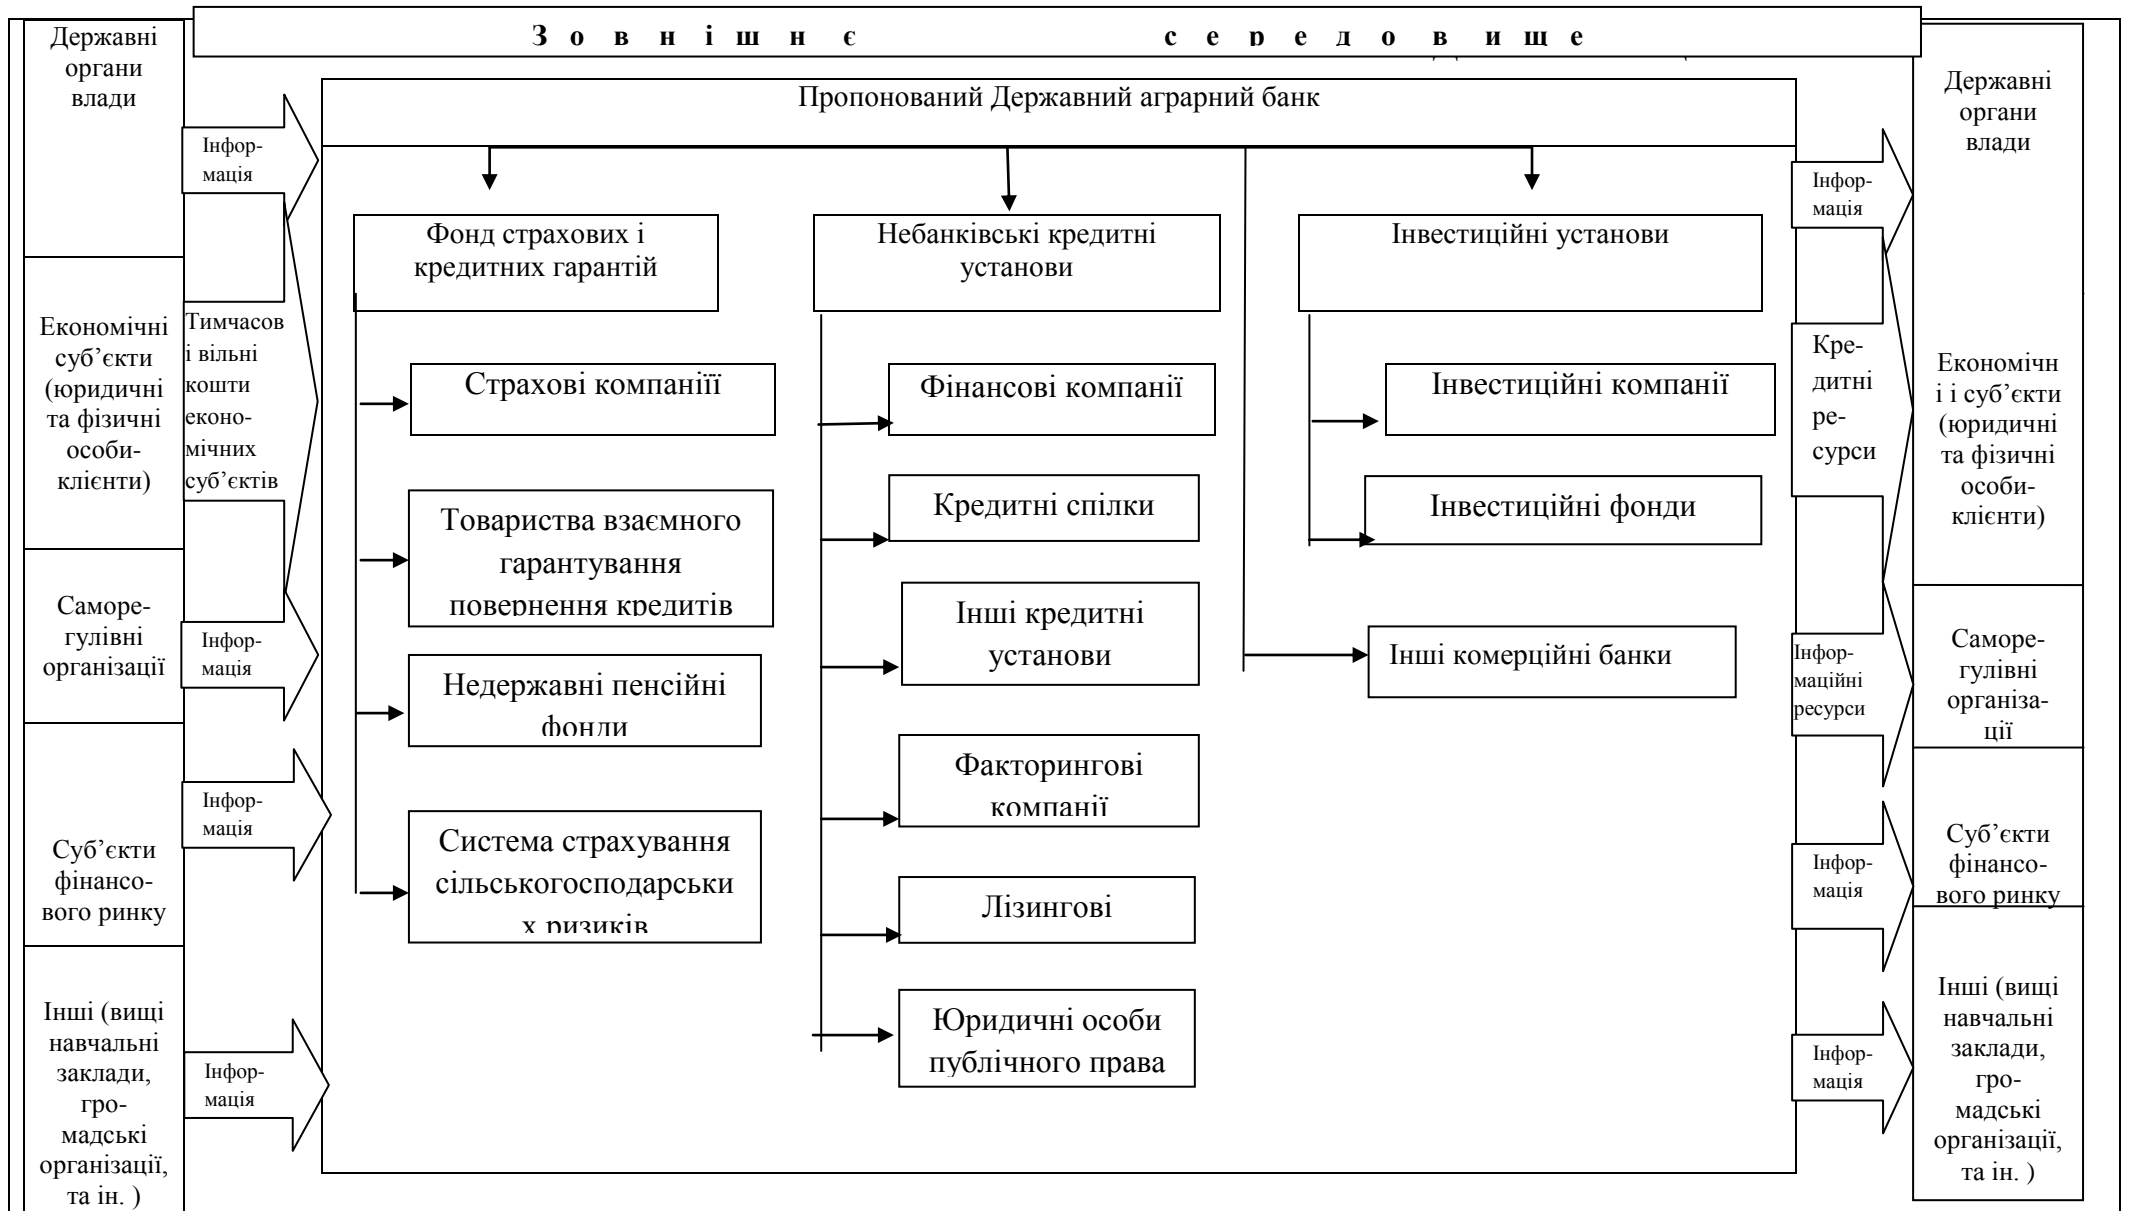 З о в н і ш н є с е р е д о в и щ е
Державні
органи
влади
Економічні
суб’єкти
(юридичні
та фізичні
особи-
клієнти)
Саморе-
гулівні
організації
Суб’єкти
фінансо-
вого ринку
Інші (вищі
навчальні
заклади,
гро-
мадські
організації,
та ін. )
Інфор-
мація
Тимчасов
і вільні
кошти
еконо-
мічних
суб’єктів
Інфор-
мація
Інфор-
мація
Інфор-
мація
Пропонований Державний аграрний банк
Фонд страхових і
кредитних гарантій
Страхові компаніїї
Товариства взаємного
гарантування
повернення кредитів
Недержавні пенсійні
фонди
Система страхування
сільськогосподарськи
х ризиків
Небанківські кредитні
установи
Фінансові компанії
Кредитні спілки
Інші кредитні
установи
Факторингові
компанії
Лізингові
Юридичні особи
публічного права
Інвестиційні установи
Інвестиційні компанії
Інвестиційні фонди
Інші комерційні банки
Інфор-
мація
Кре-
дитні
ре-
сурси
Інфор-
маційні
ресурси
Інфор-
мація
Інфор-
мація
Державні
органи
влади
Економічн
і і суб’єкти
(юридичні
та фізичні
особи-
клієнти)
Саморе-
гулівні
організа-
ції
Суб’єкти
фінансо-
вого ринку
Інші (вищі
навчальні
заклади,
гро-
мадські
організації,
та ін. )